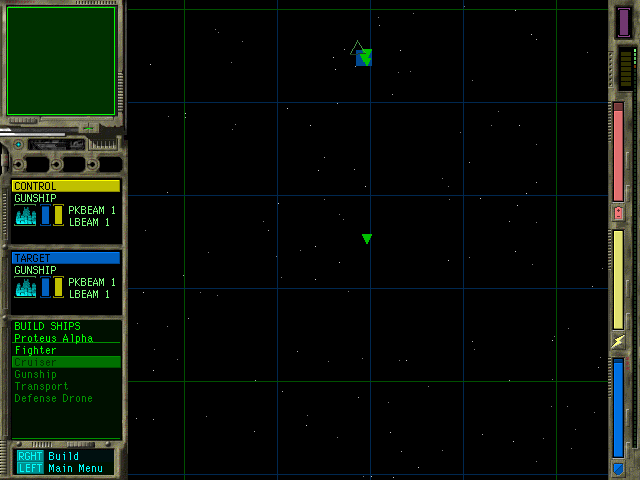 CONTROL
GUNSHIP
PKBEAM 1
LBEAM 1
TARGET
GUNSHIP
PKBEAM 1
LBEAM 1
BUILD SHIPS
Proteus Alpha
Fighter
Cruiser
Gunship
Transport
Defense Drone
RGHT Build
LEFT Main Menu